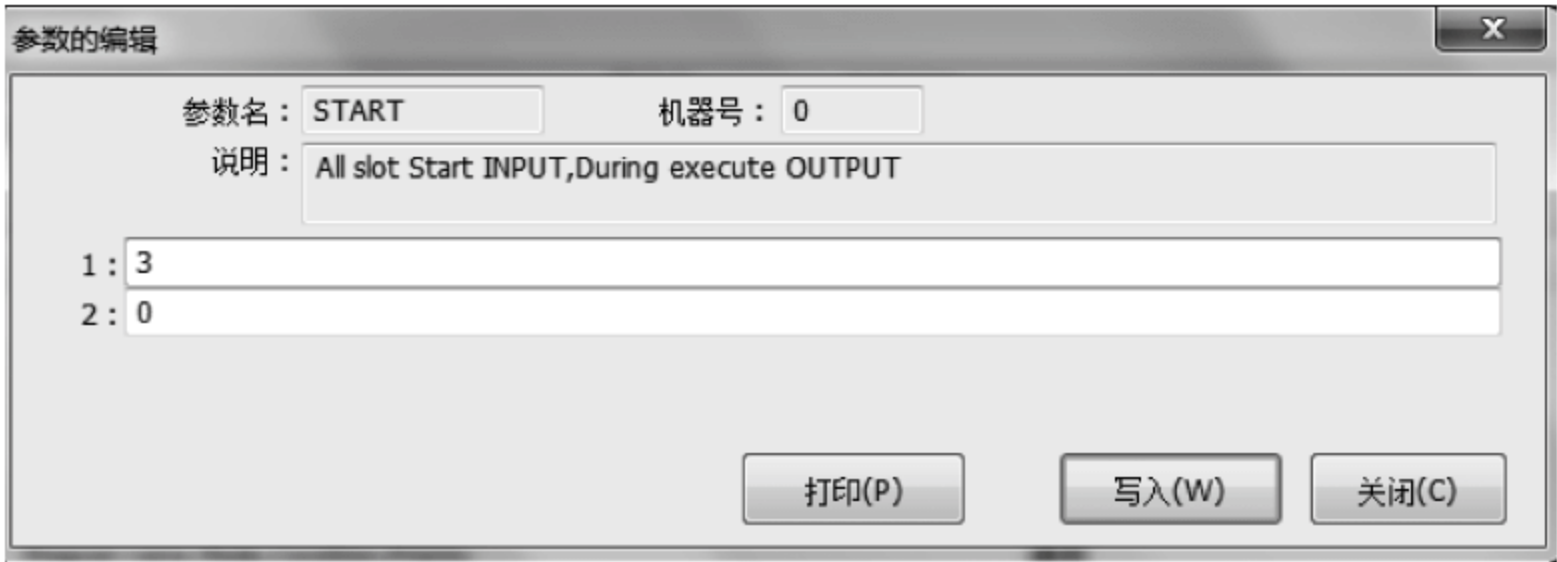 参数的编辑
参数名： START 机器号： 0
说明： All slot Start INPUT,During execute OUTPUT
1： 3
2： 0
打印(P) 写入(W) 关闭(C)